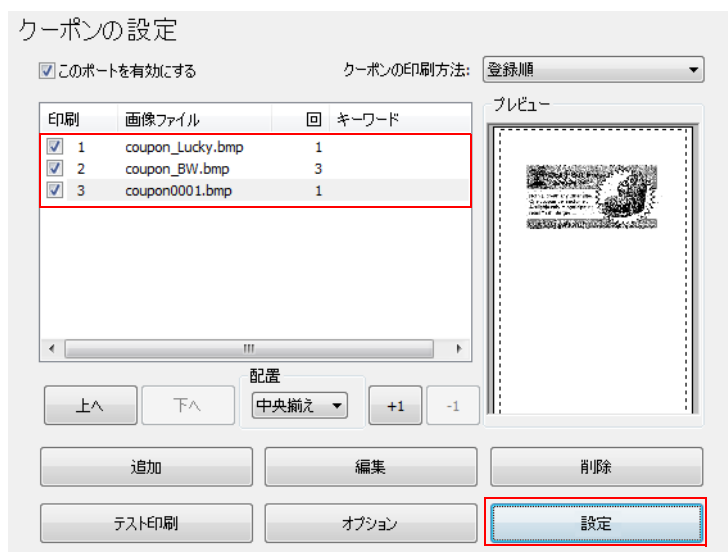 クーポンの設定
このポートを有効にする
クーポンの印刷方法: 登録順
印刷 画像ファイル 回 キーワード
1 coupon_Lucky.bmp 1
2 coupon_BW.bmp 3
3 coupon0001.bmp 1
プレビュー
配置
上へ 下へ 中央揃え +1 -1
追加 編集 削除
テスト印刷 オプション 設定